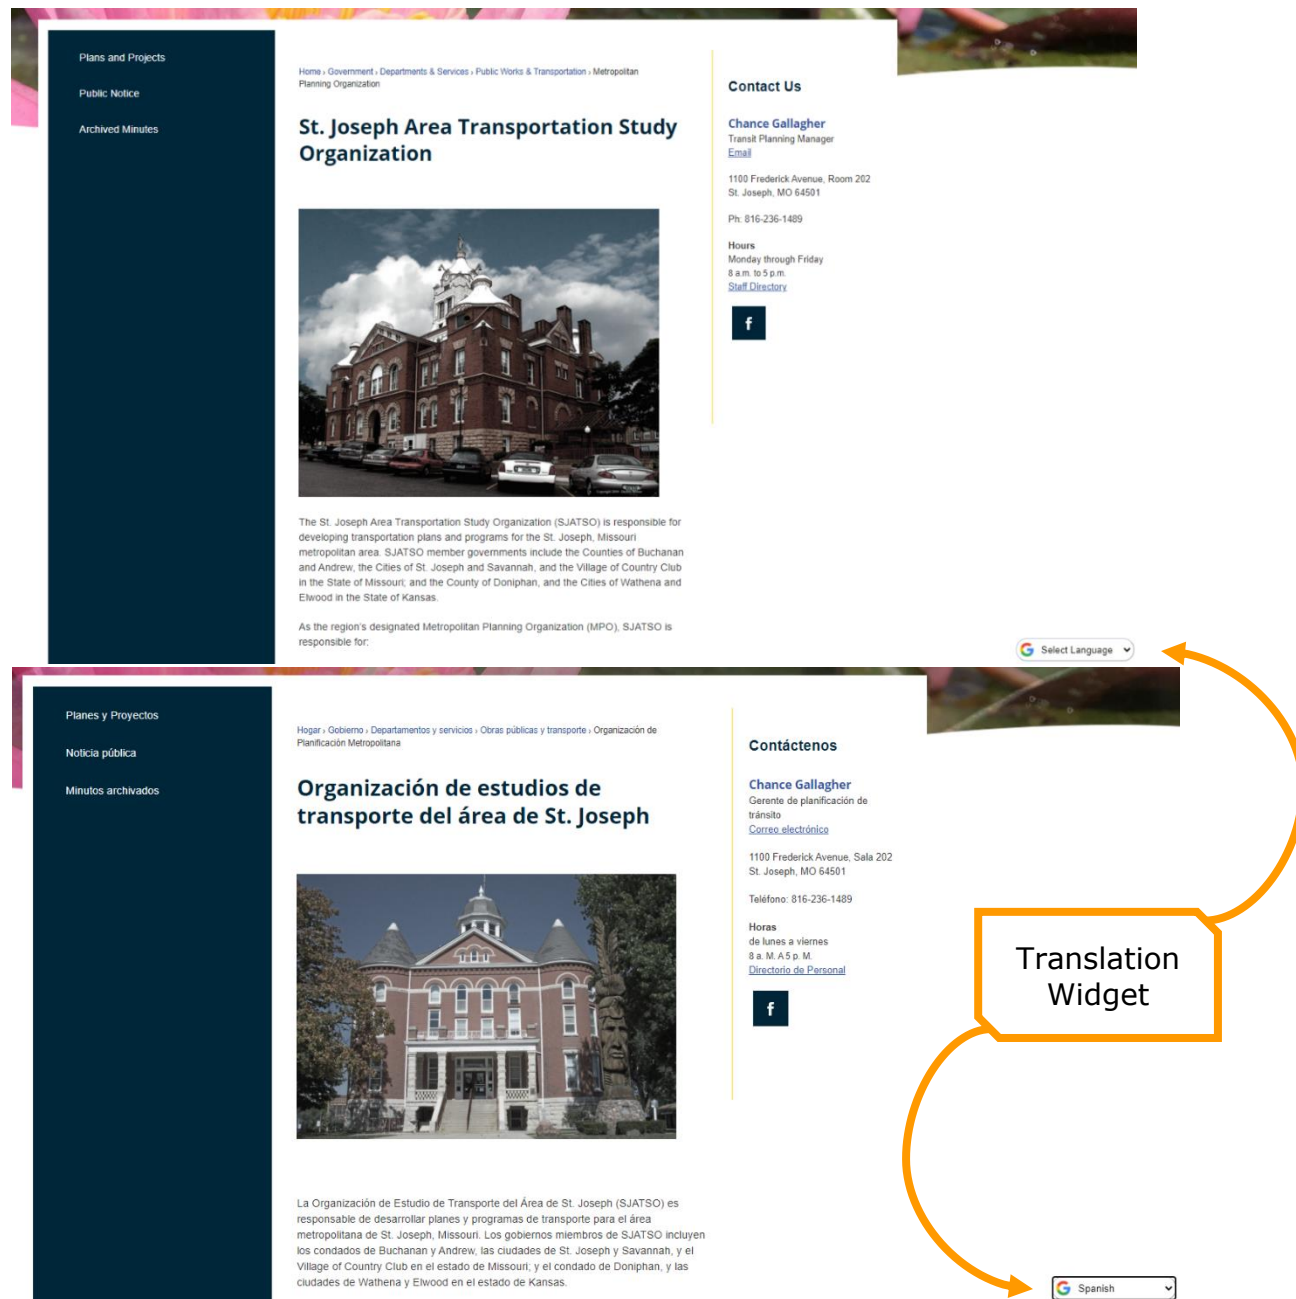 Plans and Projects
Public Notice
Archived Minutes
Home › Government › Departments & Services › Public Works & Transportation › Metropolitan
Planning Organization
St. Joseph Area Transportation Study
Organization
The St. Joseph Area Transportation Study Organization (SJATSO) is responsible for
developing transportation plans and programs for the St. Joseph, Missouri
metropolitan area. SJATSO member governments include the Counties of Buchanan
and Andrew, the Cities of St. Joseph and Savannah, and the Village of Country Club
in the State of Missouri; and the County of Doniphan, and the Cities of Wathena and
Elwood in the State of Kansas.
As the region's designated Metropolitan Planning Organization (MPO), SJATSO is
responsible for:
Contact Us
Chance Gallagher
Transit Planning Manager
Email
1100 Frederick Avenue, Room 202
St. Joseph, MO 64501
Ph: 816-236-1489
Hours
Monday through Friday
8 a.m. to 5 p.m.
Staff Directory
f
G Select Language
Planes y Proyectos
Noticia pública
Minutos archivados
Hogar › Gobierno › Departamentos y servicios › Obras públicas y transporte › Organización de
Planificación Metropolitana
Organización de estudios de
transporte del área de St. Joseph
La Organización de Estudio de Transporte del Área de St. Joseph (SJATSO) es
responsable de desarrollar planes y programas de transporte para el área
metropolitana de St. Joseph, Missouri. Los gobiernos miembros de SJATSO incluyen
los condados de Buchanan y Andrew, las ciudades de St. Joseph y Savannah, y el
Village of Country Club en el estado de Missouri; y el condado de Doniphan, y las
ciudades de Wathena y Elwood en el estado de Kansas.
Contáctenos
Chance Gallagher
Gerente de planificación de
tránsito
Correo electrónico
1100 Frederick Avenue, Sala 202
St. Joseph, MO 64501
Teléfono: 816-236-1489
Horas
de lunes a viernes
8 a. M. A 5 p. M.
Directorio de Personal
f
Translation
Widget
G Spanish